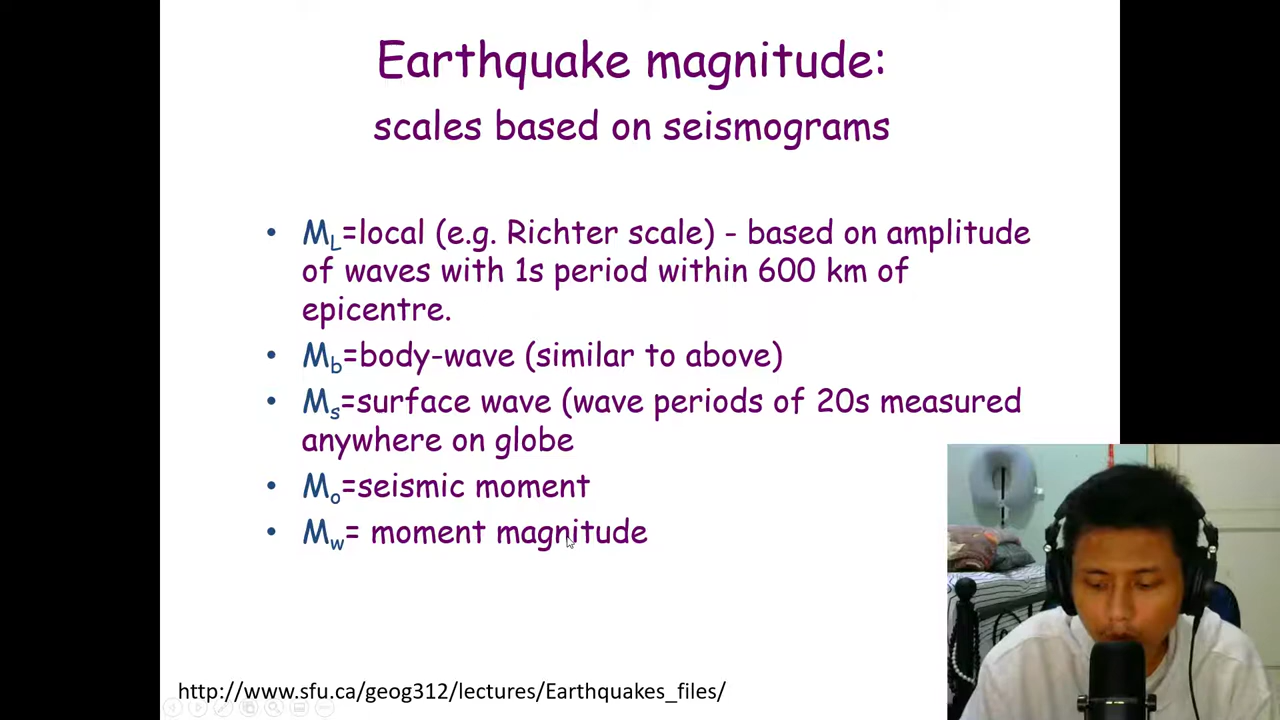 Earthquake magnitude:
scales based on seismograms
• ML=local (e.g. Richter scale) - based on amplitude
of waves with 1s period within 600 km of
epicentre.
• Mb=body-wave (similar to above)
• Ms=surface wave (wave periods of 20s measured
anywhere on globe
• Mo=seismic moment
• Mw= moment magnitude
http://www.sfu.ca/geog312/lectures/Earthquakes_files/